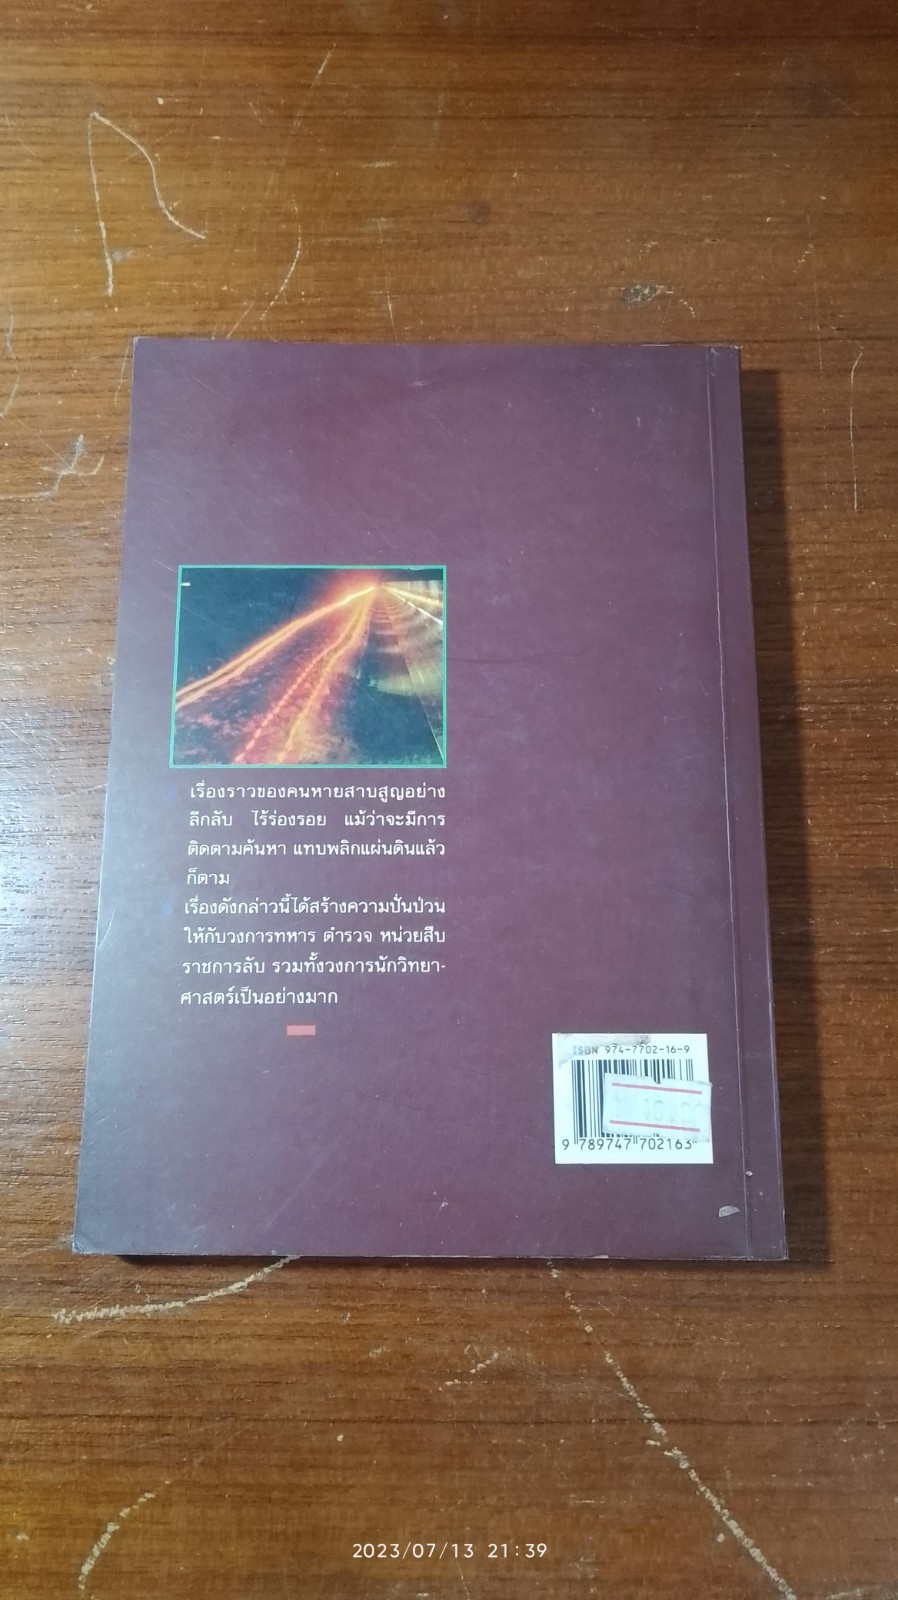 เรื่องราวของคนหายสาบสูญอย่าง
ลึกลับ ไร้ร่องรอย แม้ว่าจะมีการ
ติดตามค้นหา แทบพลิกแผ่นดินแล้ว
ก็ตาม
เรื่องดังกล่าวนี้ได้สร้างความปั่นป่วน
ให้กับวงการทหาร ตำรวจ หน่วยสืบ
ราชการลับ รวมทั้งวงการนักวิทยา-
ศาสตร์เป็นอย่างมาก
ISBN 974-7702-16-9
9 789747 702163
2023/07/13 21:39